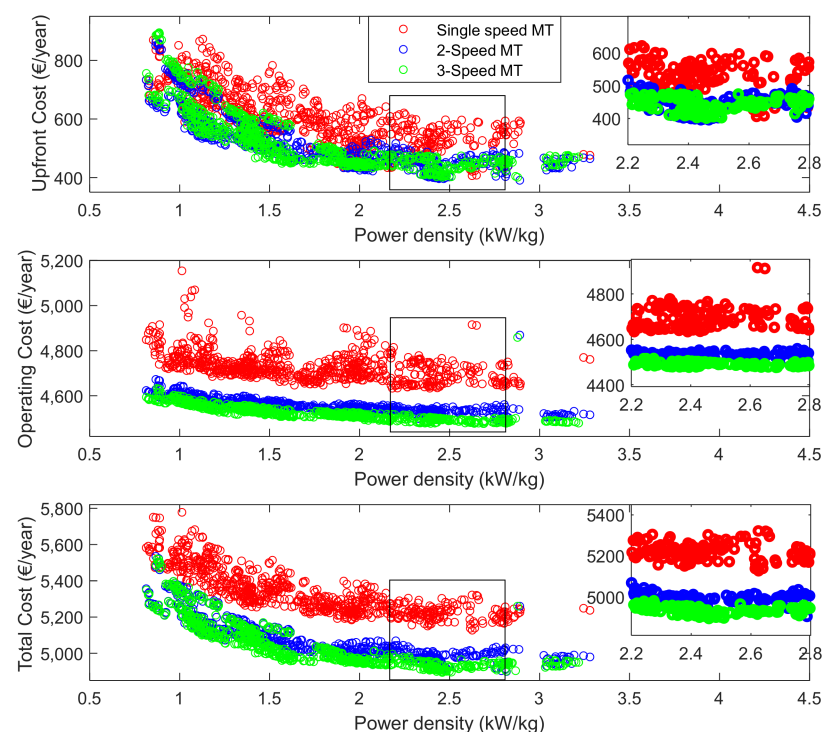 Single speed MT
2-Speed MT
3-Speed MT
Upfront Cost (€/year)
800
600
400
0.5 1 1.5 2 2.5 3 3.5 4 4.5
Power density (kW/kg)
600
500
400
2.2 2.4 2.6 2.8
Operating Cost (€/year)
5,200
5,000
4,800
4,600
0.5 1 1.5 2 2.5 3 3.5 4 4.5
Power density (kW/kg)
4800
4600
4400
2.2 2.4 2.6 2.8
Total Cost (€/year)
5,800
5,600
5,400
5,200
5,000
0.5 1 1.5 2 2.5 3 3.5 4 4.5
Power density (kW/kg)
5400
5200
5000
2.2 2.4 2.6 2.8